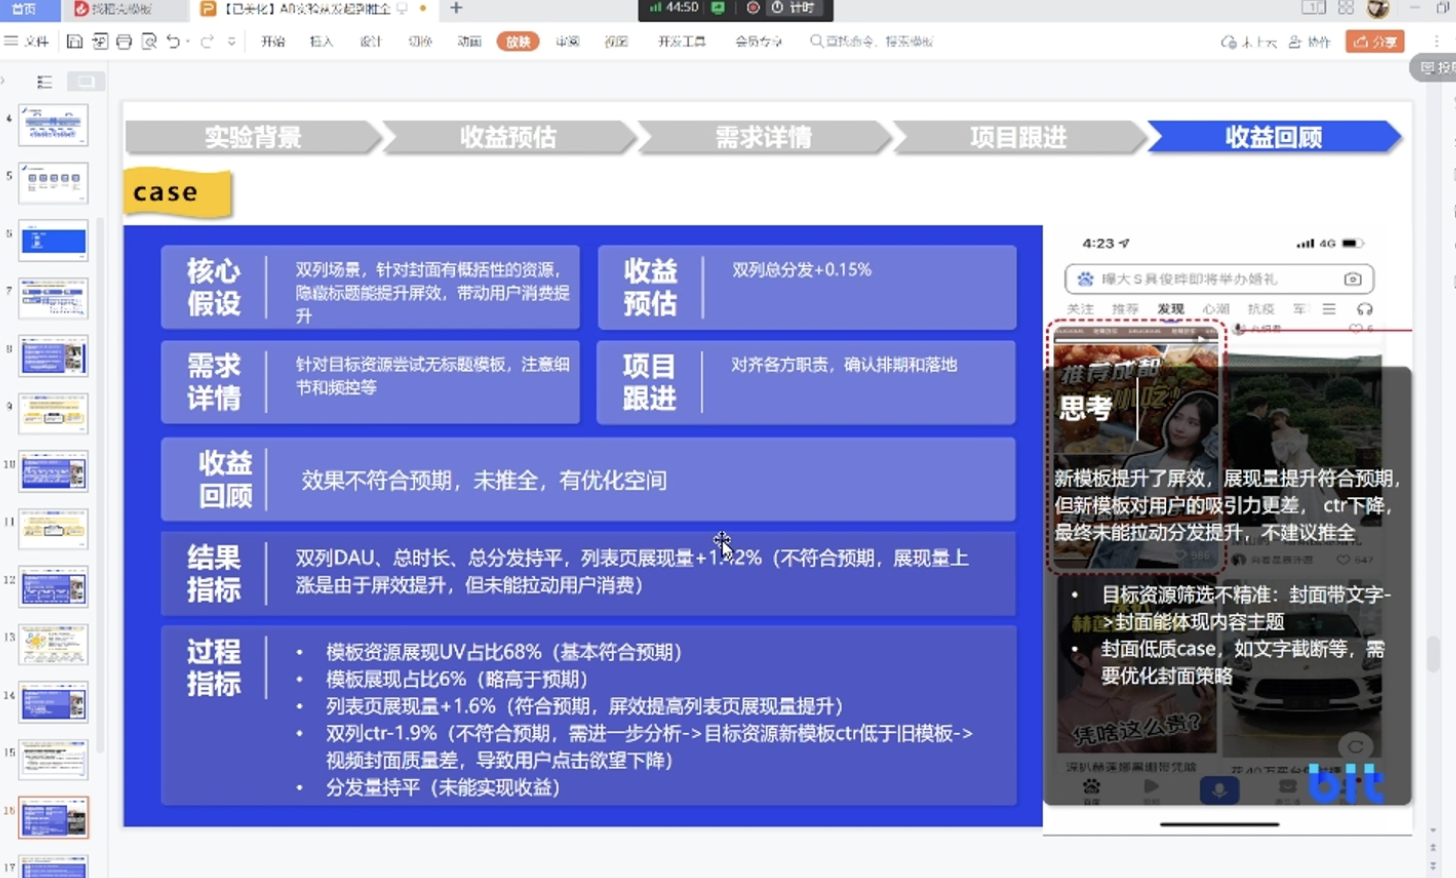 首页
找稻壳模板
【已美化】AB实验从发起到推全
44:50
计时
文件
开始
插入
设计
切换
动画
放映
审阅
视图
开发工具
会员专享
查找命令、搜索模板
未上云
协作
分享
4
5
6
7
8
9
10
11
12
13
14
15
16
17
实验背景
收益预估
需求详情
项目跟进
收益回顾
case
核心
假设
双列场景，针对封面有概括性的资源，
隐藏标题能提升屏效，带动用户消费提
升
收益
预估
双列总分发+0.15%
需求
详情
针对目标资源尝试无标题模板，注意细
节和频控等
项目
跟进
对齐各方职责，确认排期和落地
收益
回顾
效果不符合预期，未推全，有优化空间
结果
指标
双列DAU、总时长、总分发持平，列表页展现量+1.42%（不符合预期，展现量上
涨是由于屏效提升，但未能拉动用户消费）
过程
指标
• 模板资源展现UV占比68%（基本符合预期）
• 模板展现占比6%（略高于预期）
• 列表页展现量+1.6%（符合预期，屏效提高列表页展现量提升）
• 双列ctr-1.9%（不符合预期，需进一步分析->目标资源新模板ctr低于旧模板->
视频封面质量差，导致用户点击欲望下降）
• 分发量持平（未能实现收益）
4:23
4G
曝大S具俊晔即将举办婚礼
关注
推荐
发现
心潮
抗疫
军
推荐成都
小吃
思考
新模板提升了屏效，展现量提升符合预期，
但新模板对用户的吸引力更差， ctr下降，
最终未能拉动分发提升，不建议推全
986
647
• 目标资源筛选不精准：封面带文字-
>封面能体现内容主题
• 封面低质case，如文字截断等，需
要优化封面策略
凭啥这么贵?
bit